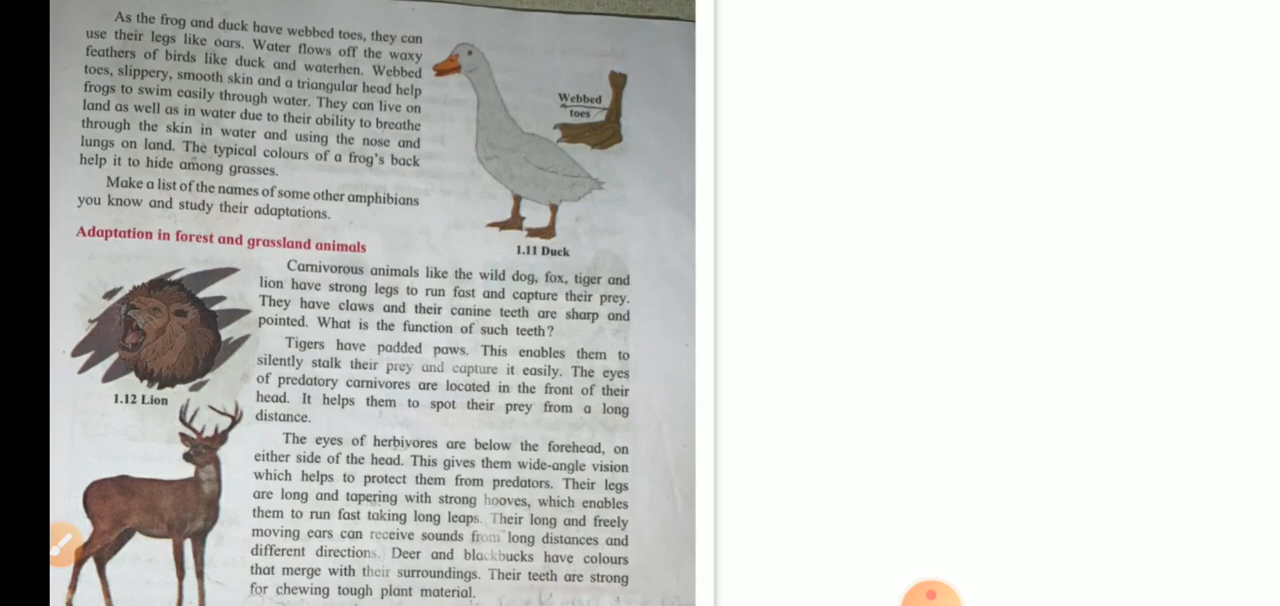 As the frog and duck have webbed toes, they can
use their legs like oars. Water flows off the waxy
feathers of birds like duck and waterhen. Webbed
toes, slippery, smooth skin and a triangular head help
frogs to swim easily through water. They can live on
land as well as in water due to their ability to breathe
through the skin in water and using the nose and
lungs on land. The typical colours of a frog's back
help it to hide among grasses.
Make a list of the names of some other amphibians
you know and study their adaptations.
Webbed
toes
1.11 Duck
Adaptation in forest and grassland animals
Carnivorous animals like the wild dog, fox, tiger and
lion have strong legs to run fast and capture their prey.
They have claws and their canine teeth are sharp and
pointed. What is the function of such teeth?
Tigers have padded paws. This enables them to
silently stalk their prey and capture it easily. The eyes
of predatory carnivores are located in the front of their
head. It helps them to spot their prey from a long
distance.
1.12 Lion
The eyes of herbivores are below the forehead, on
either side of the head. This gives them wide-angle vision
which helps to protect them from predators. Their legs
are long and tapering with strong hooves, which enables
them to run fast taking long leaps. Their long and freely
moving ears can receive sounds from long distances and
different directions. Deer and blackbucks have colours
that merge with their surroundings. Their teeth are strong
for chewing tough plant material.